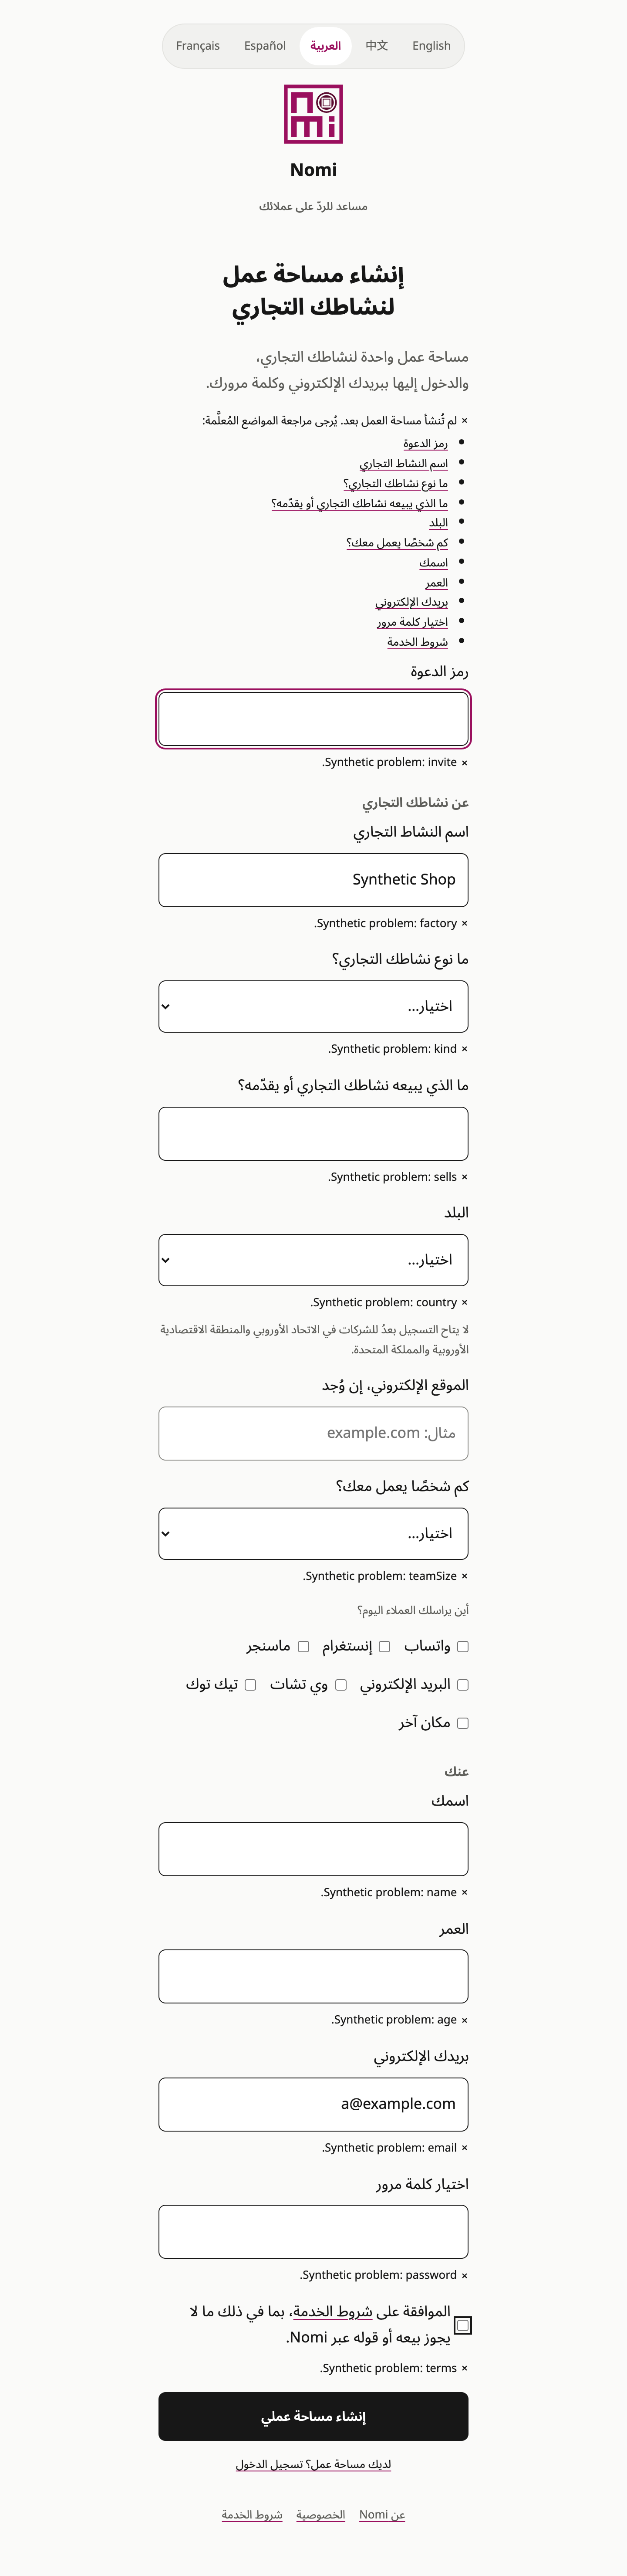 English
中文
العربية
Español
Français
nomi
Nomi
مساعد للردّ على عملائك
إنشاء مساحة عمل
لنشاطك التجاري
مساحة عمل واحدة لنشاطك التجاري،
والدخول إليها ببريدك الإلكتروني وكلمة مرورك.
× لم تُنشأ مساحة العمل بعد. يُرجى مراجعة المواضع المُعلَّمة:
• رمز الدعوة
• اسم النشاط التجاري
• ما نوع نشاطك التجاري؟
• ما الذي يبيعه نشاطك التجاري أو يقدّمه؟
• البلد
• كم شخصًا يعمل معك؟
• اسمك
• العمر
• بريدك الإلكتروني
• اختيار كلمة مرور
• شروط الخدمة
رمز الدعوة
× Synthetic problem: invite.
عن نشاطك التجاري
اسم النشاط التجاري
Synthetic Shop
× Synthetic problem: factory.
ما نوع نشاطك التجاري؟
اختيار...
× Synthetic problem: kind.
ما الذي يبيعه نشاطك التجاري أو يقدّمه؟
× Synthetic problem: sells.
البلد
اختيار...
× Synthetic problem: country.
لا يتاح التسجيل بعدُ للشركات في الاتحاد الأوروبي والمنطقة الاقتصادية
الأوروبية والمملكة المتحدة.
الموقع الإلكتروني، إن وُجد
مثال: example.com
كم شخصًا يعمل معك؟
اختيار...
× Synthetic problem: teamSize.
أين يراسلك العملاء اليوم؟
واتساب إنستغرام ماسنجر
البريد الإلكتروني وي تشات تيك توك
مكان آخر
عنك
اسمك
× Synthetic problem: name.
العمر
× Synthetic problem: age.
بريدك الإلكتروني
a@example.com
× Synthetic problem: email.
اختيار كلمة مرور
× Synthetic problem: password.
الموافقة على شروط الخدمة، بما في ذلك ما لا
يجوز بيعه أو قوله عبر Nomi.
× Synthetic problem: terms.
إنشاء مساحة عملي
لديك مساحة عمل؟ تسجيل الدخول
عن Nomi الخصوصية شروط الخدمة